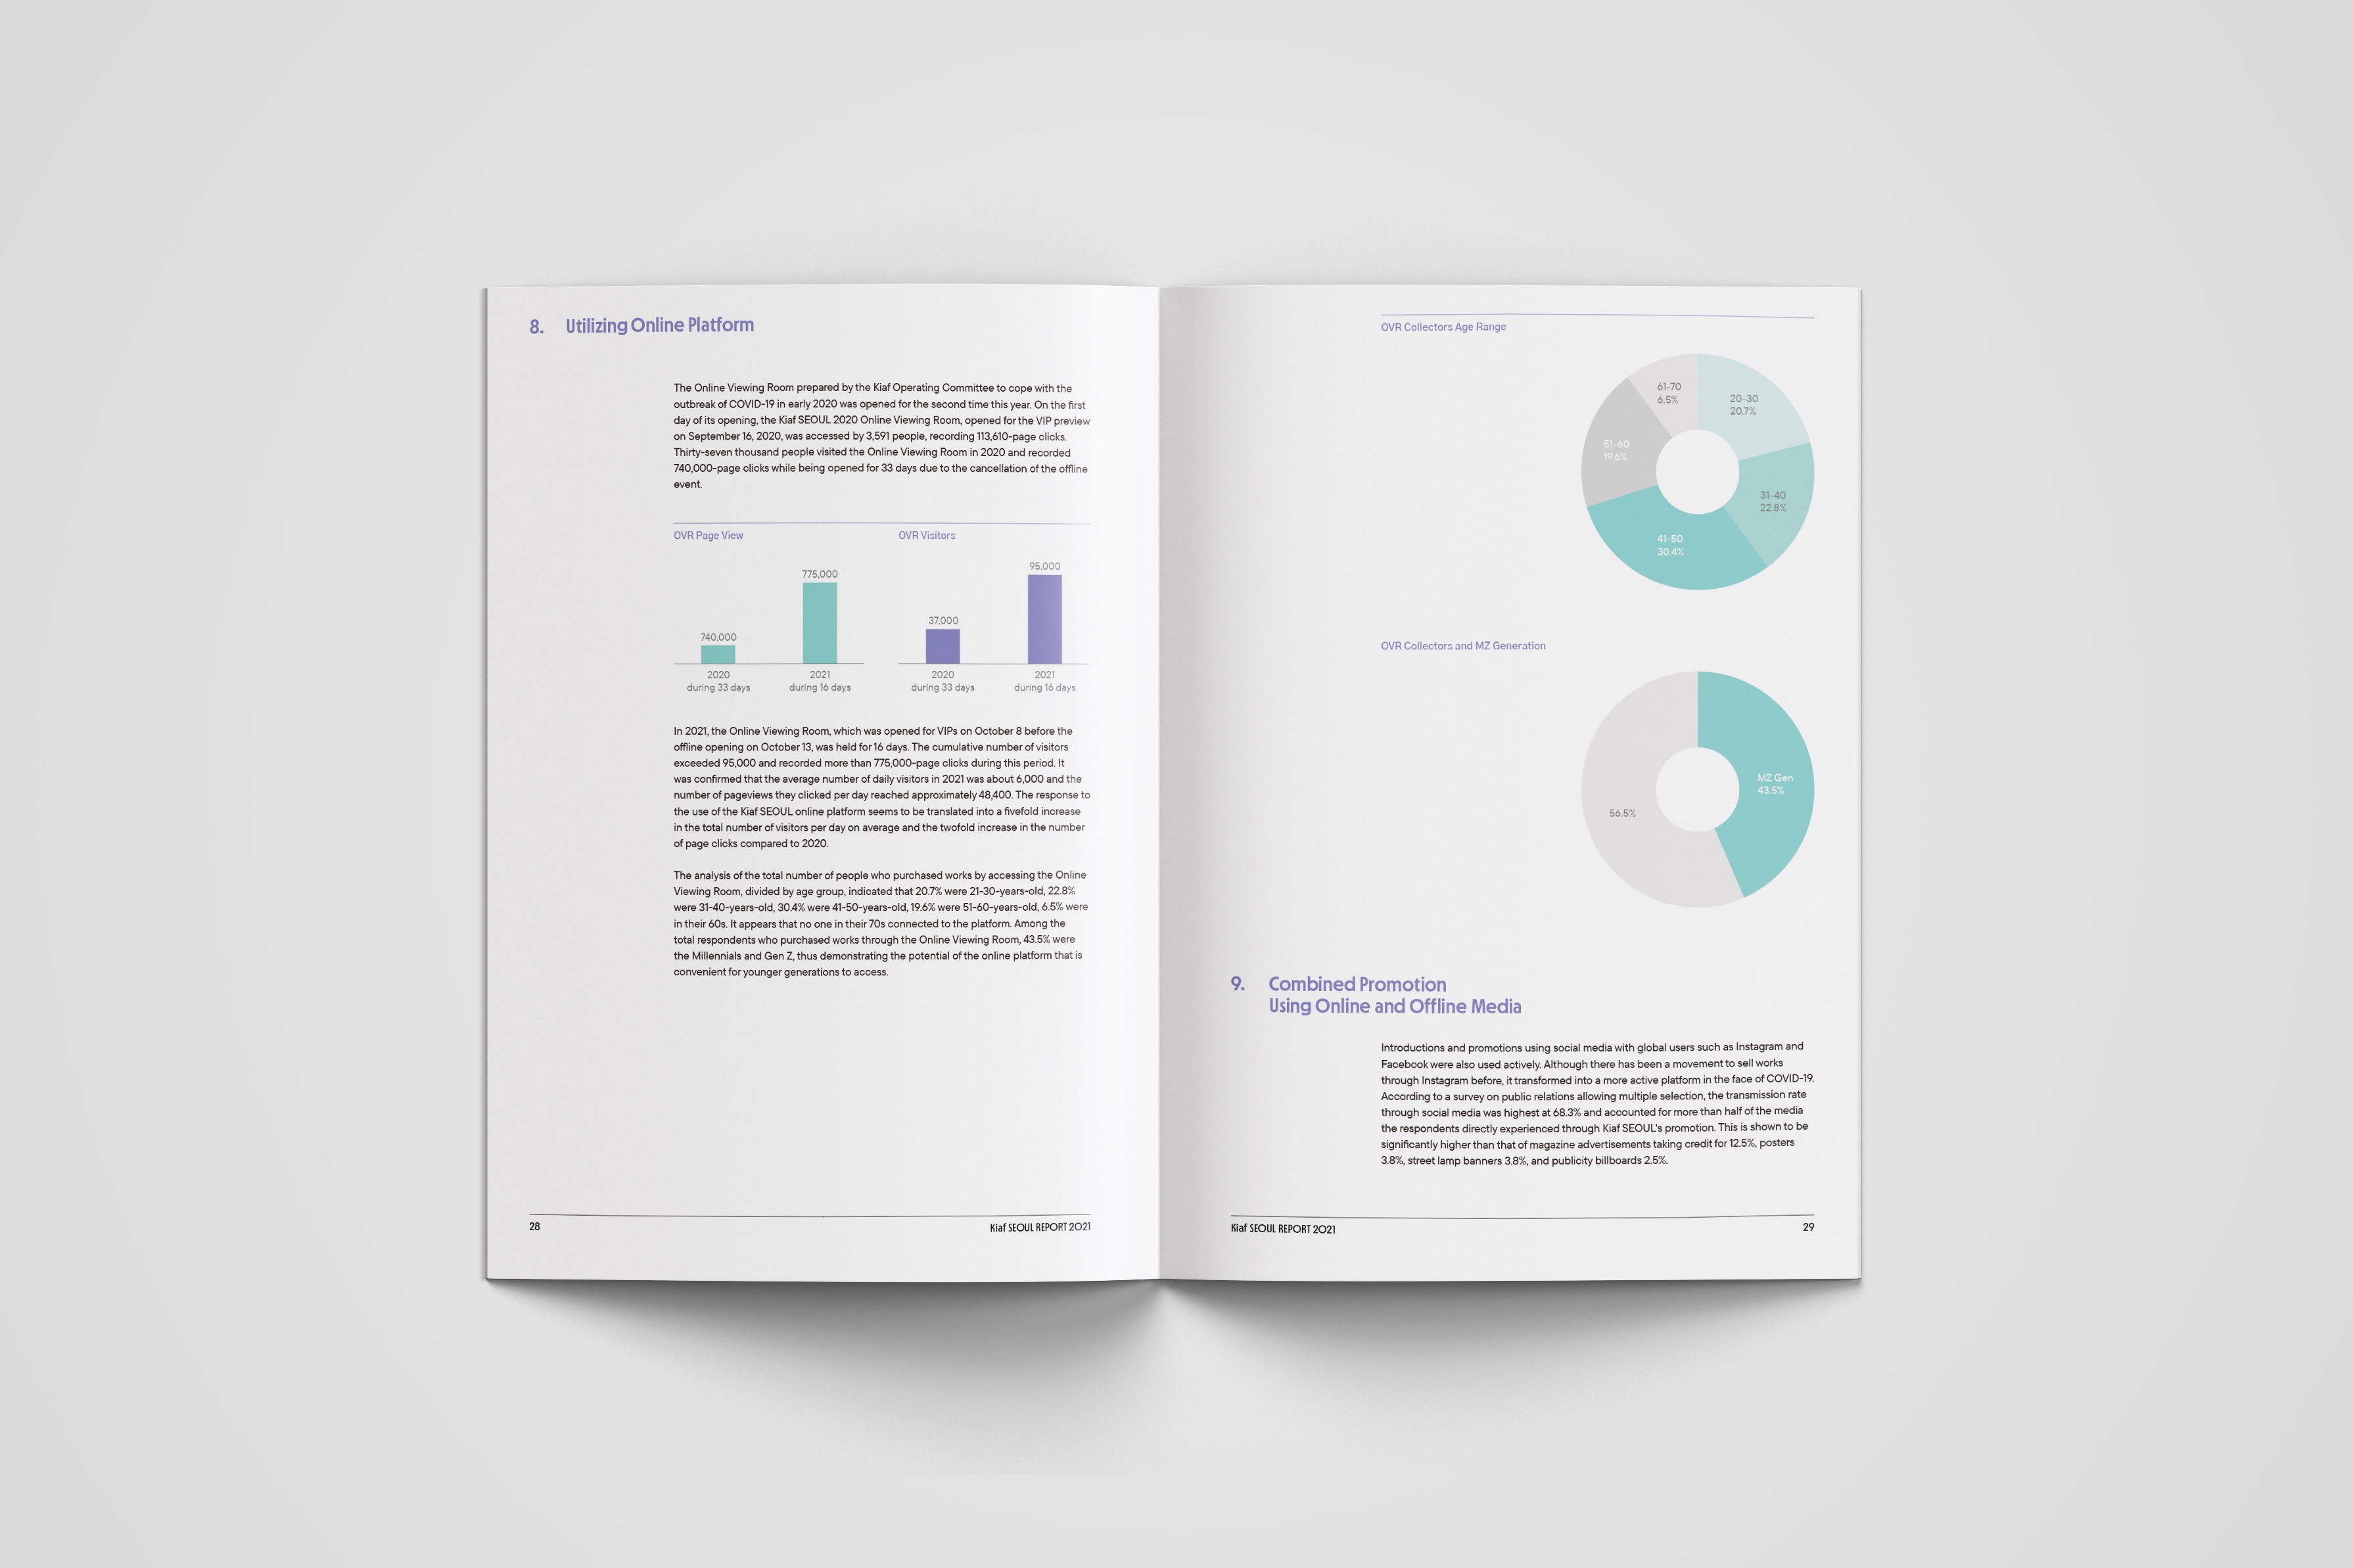 8. Utilizing Online Platform
The Online Viewing Room prepared by the Kiaf Operating Committee to cope with the
outbreak of COVID-19 in early 2020 was opened for the second time this year. On the first
day of its opening, the Kiaf SEOUL 2020 Online Viewing Room, opened for the VIP preview
on September 16, 2020, was accessed by 3,591 people, recording 113,610-page clicks.
Thirty-seven thousand people visited the Online Viewing Room in 2020 and recorded
740,000-page clicks while being opened for 33 days due to the cancellation of the offline
event.
OVR Page View
775,000
740,000
2020
during 33 days
2021
during 16 days
OVR Visitors
95,000
37,000
2020
during 33 days
2021
during 16 days
In 2021, the Online Viewing Room, which was opened for VIPs on October 8 before the
offline opening on October 13, was held for 16 days. The cumulative number of visitors
exceeded 95,000 and recorded more than 775,000-page clicks during this period. It
was confirmed that the average number of daily visitors in 2021 was about 6,000 and the
number of pageviews they clicked per day reached approximately 48,400. The response to
the use of the Kiaf SEOUL online platform seems to be translated into a fivefold increase
in the total number of visitors per day on average and the twofold increase in the number
of page clicks compared to 2020.
The analysis of the total number of people who purchased works by accessing the Online
Viewing Room, divided by age group, indicated that 20.7% were 21-30-years-old, 22.8%
were 31-40-years-old, 30.4% were 41-50-years-old, 19.6% were 51-60-years-old, 6.5% were
in their 60s. It appears that no one in their 70s connected to the platform. Among the
total respondents who purchased works through the Online Viewing Room, 43.5% were
the Millennials and Gen Z, thus demonstrating the potential of the online platform that is
convenient for younger generations to access.
28
Kiaf SEOUL REPORT 2021
OVR Collectors Age Range
61-70
6.5%
20-30
20.7%
51-60
19.6%
31-40
22.8%
41-50
30.4%
OVR Collectors and MZ Generation
MZ Gen
43.5%
56.5%
9. Combined Promotion
Using Online and Offline Media
Introductions and promotions using social media with global users such as Instagram and
Facebook were also used actively. Although there has been a movement to sell works
through Instagram before, it transformed into a more active platform in the face of COVID-19.
According to a survey on public relations allowing multiple selection, the transmission rate
through social media was highest at 68.3% and accounted for more than half of the media
the respondents directly experienced through Kiaf SEOUL's promotion. This is shown to be
significantly higher than that of magazine advertisements taking credit for 12.5%, posters
3.8%, street lamp banners 3.8%, and publicity billboards 2.5%.
Kiaf SEOUL REPORT 2021
29